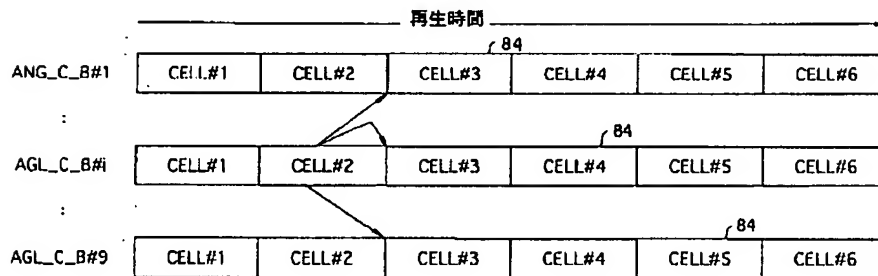 再生時間
84
ANG_C_B#1 CELL#1 CELL#2 CELL#3 CELL#4 CELL#5 CELL#6
:
84
AGL_C_B#i CELL#1 CELL#2 CELL#3 CELL#4 CELL#5 CELL#6
:
84
AGL_C_B#9 CELL#1 CELL#2 CELL#3 CELL#4 CELL#5 CELL#6